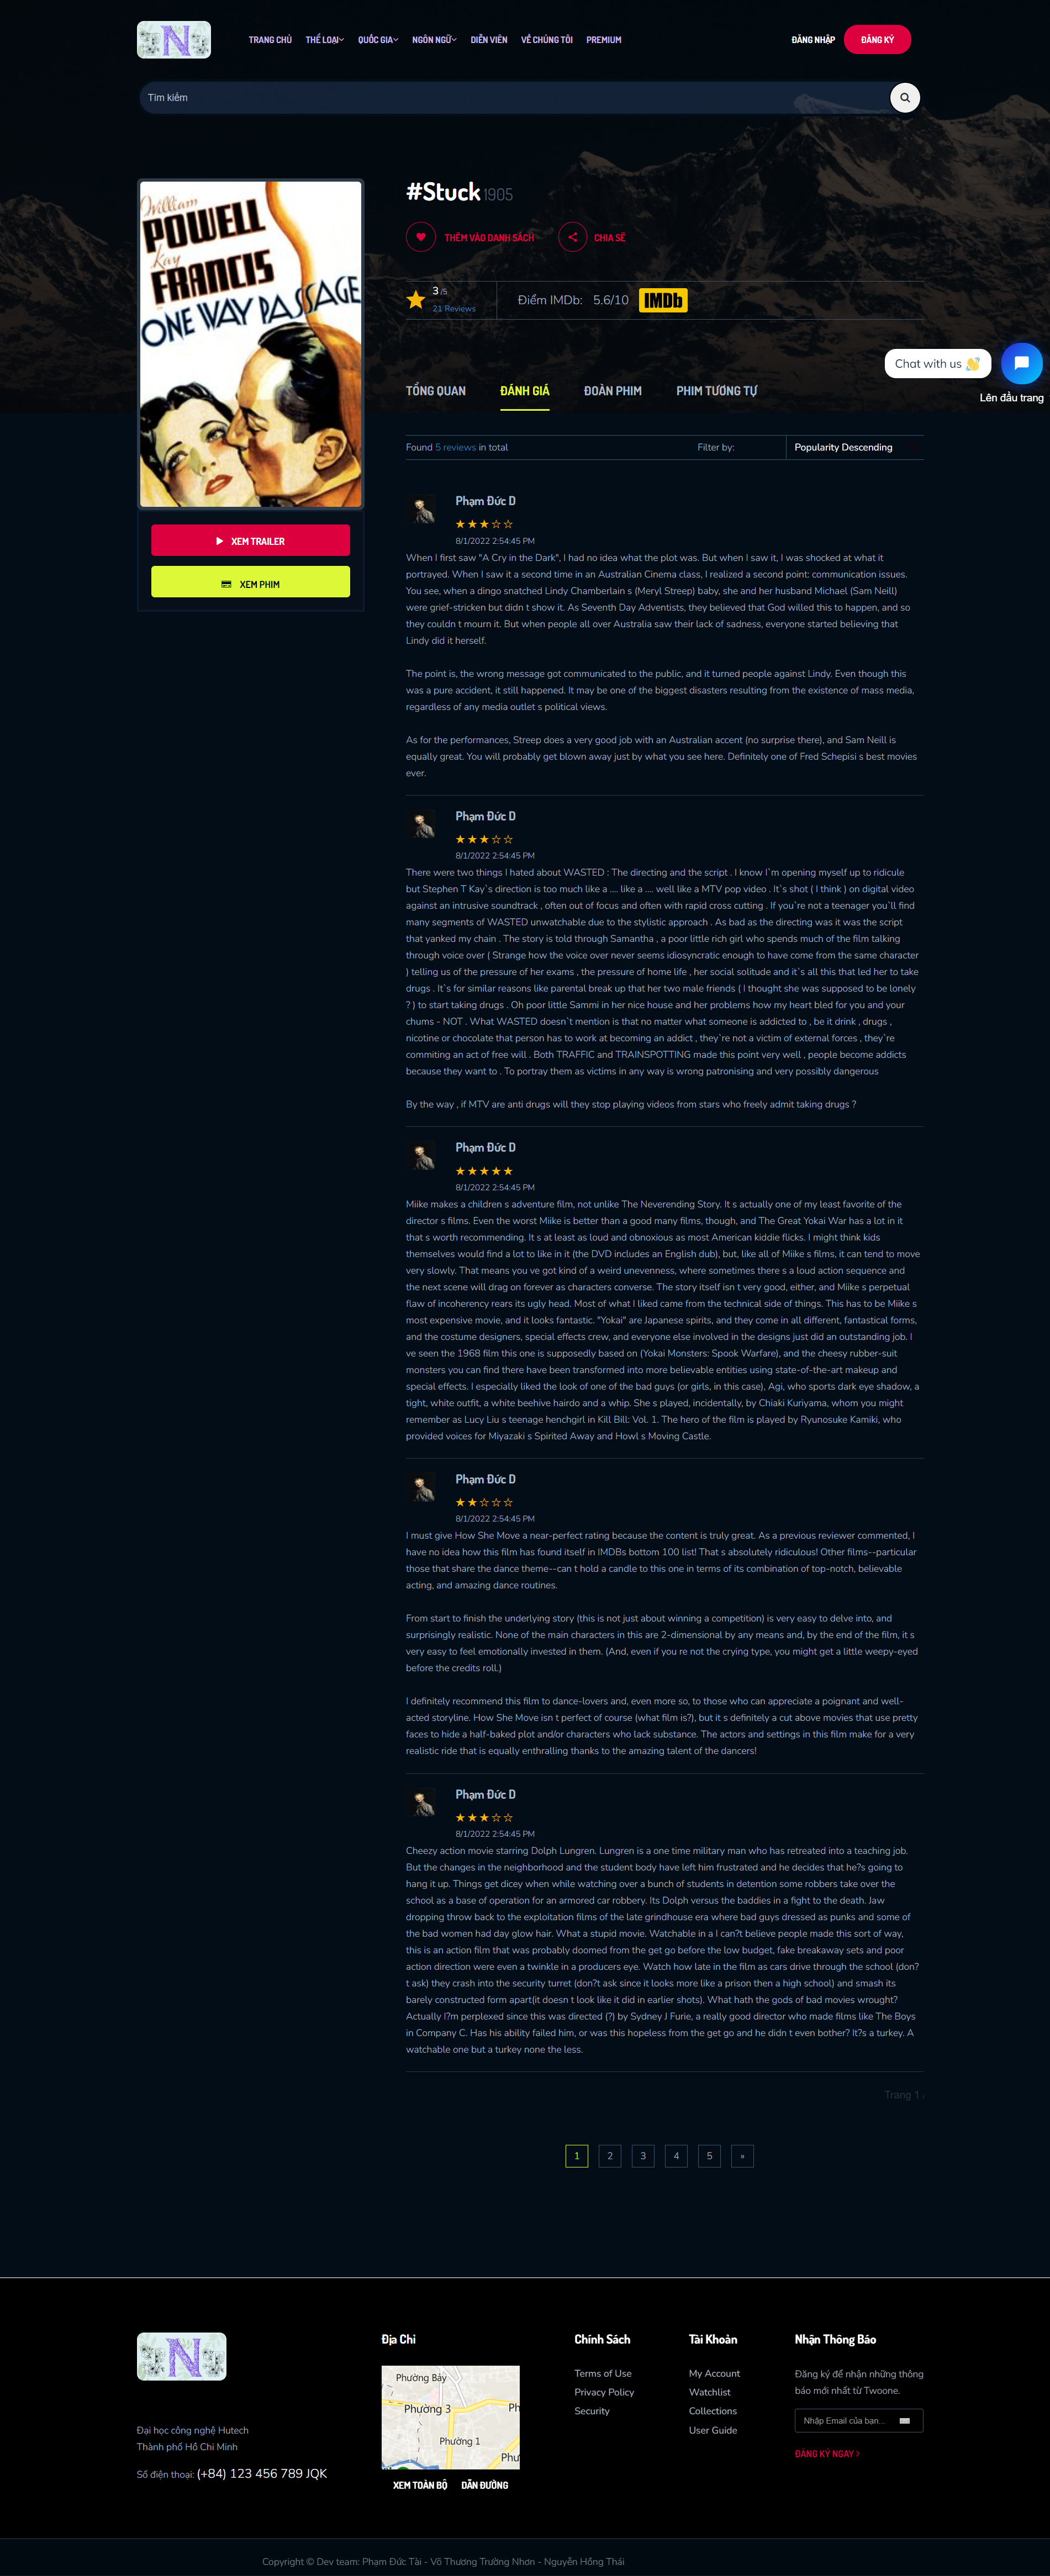 N
TRANG CHỦ
THỂ LOẠI
QUỐC GIA
NGÔN NGỮ
DIỄN VIÊN
VỀ CHÚNG TÔI
PREMIUM
ĐĂNG NHẬP
ĐĂNG KÝ
Tìm kiếm
William
POWELL
Kay
FRANCIS
in
ONE WAY PASSAGE
XEM TRAILER
XEM PHIM
#Stuck 1905
THÊM VÀO DANH SÁCH
CHIA SẺ
3 /5
21 Reviews
Điểm IMDb: 5.6/10 IMDb
Chat with us 👋
Lên đầu trang
TỔNG QUAN
ĐÁNH GIÁ
ĐOÀN PHIM
PHIM TƯƠNG TỰ
Found 5 reviews in total
Filter by:
Popularity Descending
Phạm Đức D
★★★☆☆
8/1/2022 2:54:45 PM
When I first saw "A Cry in the Dark", I had no idea what the plot was. But when I saw it, I was shocked at what it
portrayed. When I saw it a second time in an Australian Cinema class, I realized a second point: communication issues.
You see, when a dingo snatched Lindy Chamberlain s (Meryl Streep) baby, she and her husband Michael (Sam Neill)
were grief-stricken but didn t show it. As Seventh Day Adventists, they believed that God willed this to happen, and so
they couldn t mourn it. But when people all over Australia saw their lack of sadness, everyone started believing that
Lindy did it herself.
The point is, the wrong message got communicated to the public, and it turned people against Lindy. Even though this
was a pure accident, it still happened. It may be one of the biggest disasters resulting from the existence of mass media,
regardless of any media outlet s political views.
As for the performances, Streep does a very good job with an Australian accent (no surprise there), and Sam Neill is
equally great. You will probably get blown away just by what you see here. Definitely one of Fred Schepisi s best movies
ever.
Phạm Đức D
★★★☆☆
8/1/2022 2:54:45 PM
There were two things I hated about WASTED : The directing and the script . I know I`m opening myself up to ridicule
but Stephen T Kay`s direction is too much like a .... like a .... well like a MTV pop video . It`s shot ( I think ) on digital video
against an intrusive soundtrack , often out of focus and often with rapid cross cutting . If you`re not a teenager you`ll find
many segments of WASTED unwatchable due to the stylistic approach . As bad as the directing was it was the script
that yanked my chain . The story is told through Samantha , a poor little rich girl who spends much of the film talking
through voice over ( Strange how the voice over never seems idiosyncratic enough to have come from the same character
) telling us of the pressure of her exams , the pressure of home life , her social solitude and it`s all this that led her to take
drugs . It`s for similar reasons like parental break up that her two male friends ( I thought she was supposed to be lonely
? ) to start taking drugs . Oh poor little Sammi in her nice house and her problems how my heart bled for you and your
chums - NOT . What WASTED doesn`t mention is that no matter what someone is addicted to , be it drink , drugs ,
nicotine or chocolate that person has to work at becoming an addict , they`re not a victim of external forces , they`re
commiting an act of free will . Both TRAFFIC and TRAINSPOTTING made this point very well , people become addicts
because they want to . To portray them as victims in any way is wrong patronising and very possibly dangerous
By the way , if MTV are anti drugs will they stop playing videos from stars who freely admit taking drugs ?
Phạm Đức D
★★★★★
8/1/2022 2:54:45 PM
Miike makes a children s adventure film, not unlike The Neverending Story. It s actually one of my least favorite of the
director s films. Even the worst Miike is better than a good many films, though, and The Great Yokai War has a lot in it
that s worth recommending. It s at least as loud and obnoxious as most American kiddie flicks. I might think kids
themselves would find a lot to like in it (the DVD includes an English dub), but, like all of Miike s films, it can tend to move
very slowly. That means you ve got kind of a weird unevenness, where sometimes there s a loud action sequence and
the next scene will drag on forever as characters converse. The story itself isn t very good, either, and Miike s perpetual
flaw of incoherency rears its ugly head. Most of what I liked came from the technical side of things. This has to be Miike s
most expensive movie, and it looks fantastic. "Yokai" are Japanese spirits, and they come in all different, fantastical forms,
and the costume designers, special effects crew, and everyone else involved in the designs just did an outstanding job. I
ve seen the 1968 film this one is supposedly based on (Yokai Monsters: Spook Warfare), and the cheesy rubber-suit
monsters you can find there have been transformed into more believable entities using state-of-the-art makeup and
special effects. I especially liked the look of one of the bad guys (or girls, in this case), Agi, who sports dark eye shadow, a
tight, white outfit, a white beehive hairdo and a whip. She s played, incidentally, by Chiaki Kuriyama, whom you might
remember as Lucy Liu s teenage henchgirl in Kill Bill: Vol. 1. The hero of the film is played by Ryunosuke Kamiki, who
provided voices for Miyazaki s Spirited Away and Howl s Moving Castle.
Phạm Đức D
★★☆☆☆
8/1/2022 2:54:45 PM
I must give How She Move a near-perfect rating because the content is truly great. As a previous reviewer commented, I
have no idea how this film has found itself in IMDBs bottom 100 list! That s absolutely ridiculous! Other films--particular
those that share the dance theme--can t hold a candle to this one in terms of its combination of top-notch, believable
acting, and amazing dance routines.
From start to finish the underlying story (this is not just about winning a competition) is very easy to delve into, and
surprisingly realistic. None of the main characters in this are 2-dimensional by any means and, by the end of the film, it s
very easy to feel emotionally invested in them. (And, even if you re not the crying type, you might get a little weepy-eyed
before the credits roll.)
I definitely recommend this film to dance-lovers and, even more so, to those who can appreciate a poignant and well-
acted storyline. How She Move isn t perfect of course (what film is?), but it s definitely a cut above movies that use pretty
faces to hide a half-baked plot and/or characters who lack substance. The actors and settings in this film make for a very
realistic ride that is equally enthralling thanks to the amazing talent of the dancers!
Phạm Đức D
★★★☆☆
8/1/2022 2:54:45 PM
Cheezy action movie starring Dolph Lungren. Lungren is a one time military man who has retreated into a teaching job.
But the changes in the neighborhood and the student body have left him frustrated and he decides that he?s going to
hang it up. Things get dicey when while watching over a bunch of students in detention some robbers take over the
school as a base of operation for an armored car robbery. Its Dolph versus the baddies in a fight to the death. Jaw
dropping throw back to the exploitation films of the late grindhouse era where bad guys dressed as punks and some of
the bad women had day glow hair. What a stupid movie. Watchable in a I can?t believe people made this sort of way,
this is an action film that was probably doomed from the get go before the low budget, fake breakaway sets and poor
action direction were even a twinkle in a producers eye. Watch how late in the film as cars drive through the school (don?
t ask) they crash into the security turret (don?t ask since it looks more like a prison then a high school) and smash its
barely constructed form apart(it doesn t look like it did in earlier shots). What hath the gods of bad movies wrought?
Actually I?m perplexed since this was directed (?) by Sydney J Furie, a really good director who made films like The Boys
in Company C. Has his ability failed him, or was this hopeless from the get go and he didn t even bother? It?s a turkey. A
watchable one but a turkey none the less.
Trang 1
1
2
3
4
5
»
N
Đại học công nghệ Hutech
Thành phố Hồ Chí Minh
Số điện thoại: (+84) 123 456 789 JQK
Địa Chỉ
Phường Bảy
Phường 3
Ph
Phường 1
Phư
XEM TOÀN BỘ
DẪN ĐƯỜNG
Chính Sách
Terms of Use
Privacy Policy
Security
Tài Khoản
My Account
Watchlist
Collections
User Guide
Nhận Thông Báo
Đăng ký để nhận những thông
báo mới nhất từ Twoone.
Nhập Email của bạn...
ĐĂNG KÝ NGAY
Copyright © Dev team: Phạm Đức Tài - Võ Thương Trường Nhơn - Nguyễn Hồng Thái